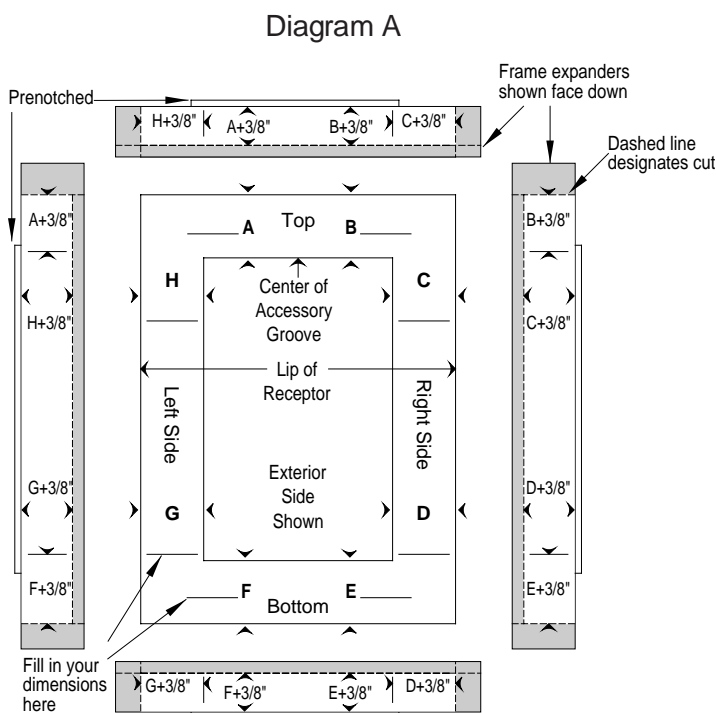 Diagram A
Prenotched
Frame expanders
shown face down
Dashed line
designates cut
H+3/8"
A+3/8"
B+3/8"
C+3/8"
A+3/8"
H+3/8"
G+3/8"
F+3/8"
A
Top
B
H
C
Center of
Accessory
Groove
Lip of
Receptor
Left Side
Right Side
Exterior
Side
Shown
G
D
F
Bottom
E
B+3/8"
C+3/8"
D+3/8"
E+3/8"
Fill in your
dimensions
here
G+3/8"
F+3/8"
E+3/8"
D+3/8"